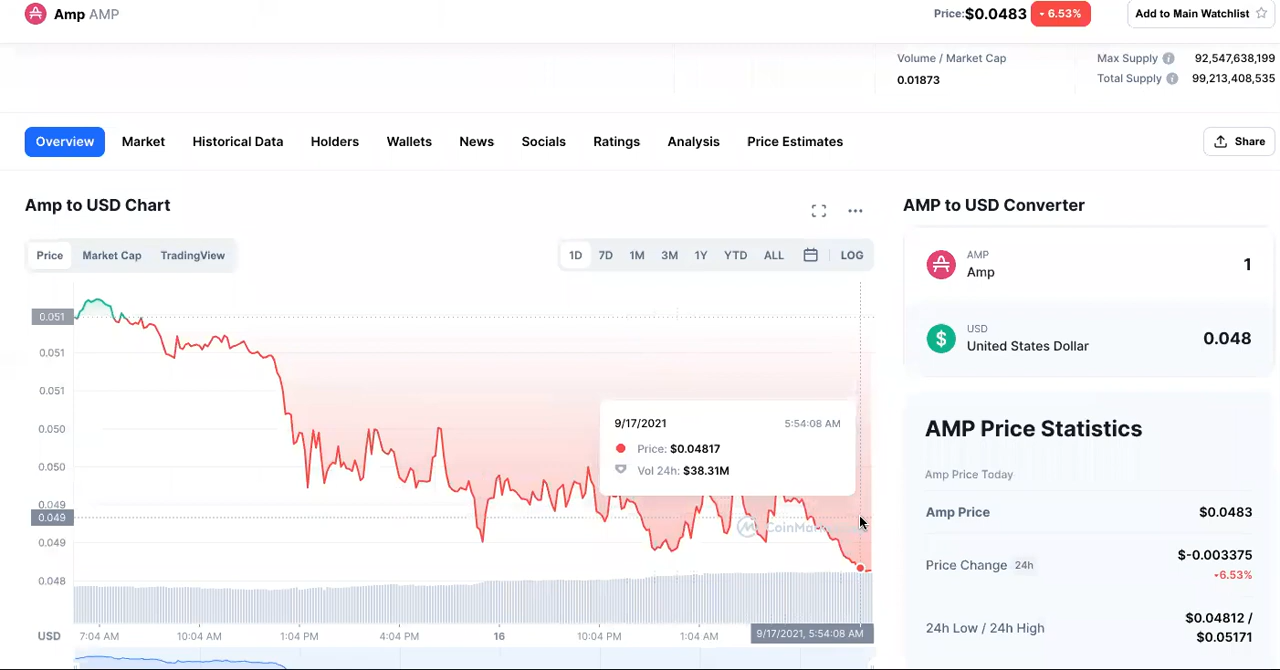 Amp AMP
Price: $0.0483 6.53%
Add to Main Watchlist
Volume / Market Cap
0.01873
Max Supply 92,547,638,199
Total Supply 99,213,408,535
Overview Market Historical Data Holders Wallets News Socials Ratings Analysis Price Estimates
Share
Amp to USD Chart
Price Market Cap TradingView
1D 7D 1M 3M 1Y YTD ALL LOG
0.051
0.051
0.051
0.050
0.050
0.049
0.049
0.049
0.048
9/17/2021 5:54:08 AM
Price: $0.04817
Vol 24h: $38.31M
USD 7:04 AM 10:04 AM 1:04 PM 4:04 PM 16 10:04 PM 1:04 AM 9/17/2021, 5:54:08 AM
AMP to USD Converter
AMP
Amp
1
USD
United States Dollar
0.048
$
AMP Price Statistics
Amp Price Today
Amp Price $0.0483
Price Change 24h
$-0.003375
6.53%
24h Low / 24h High
$0.04812 /
$0.05171